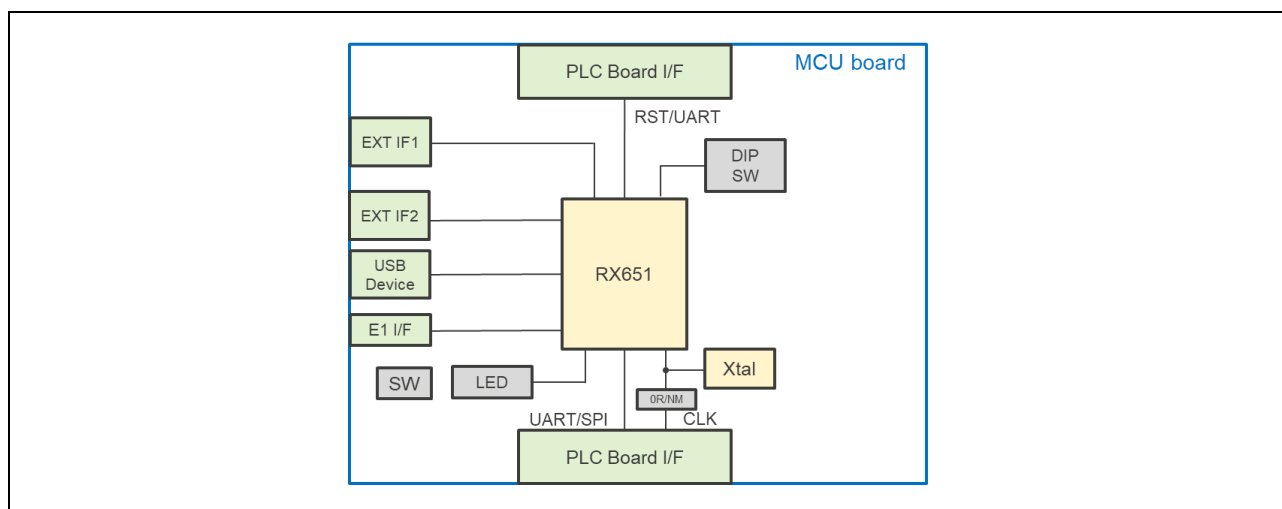 PLC Board I/F
MCU board
RST/UART
EXT IF1
DIP
SW
EXT IF2
USB
Device
RX651
E1 I/F
SW
LED
Xtal
0R/NM
UART/SPI
CLK
PLC Board I/F